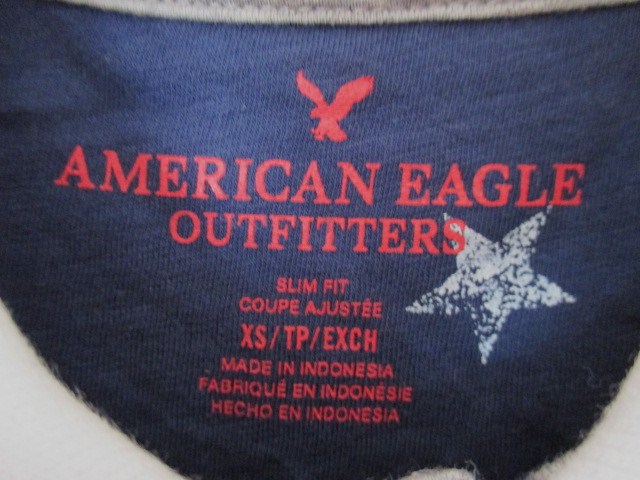 AMERICAN EAGLE
OUTFITTERS
SLIM FIT
COUPE AJUSTÉE
XS/TP/EXCH
MADE IN INDONESIA
FABRIQUÉ EN INDONÉSIE
HECHO EN INDONESIA